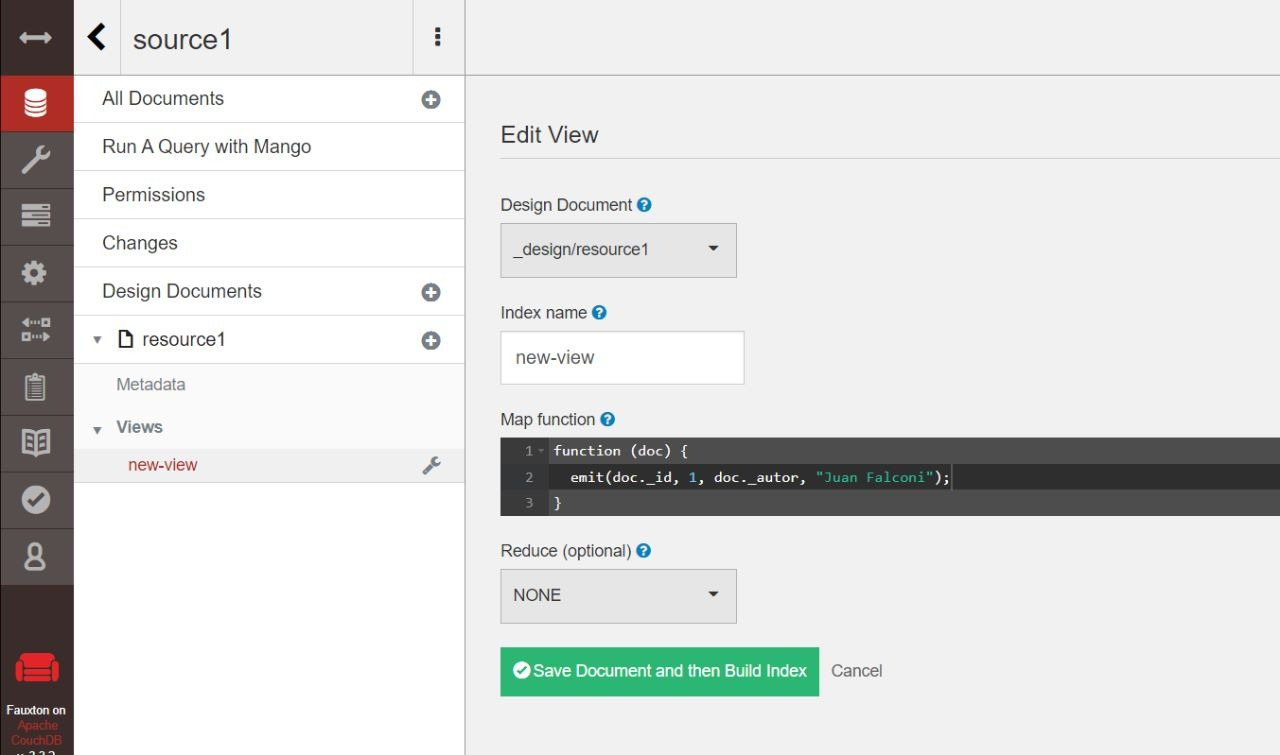 source1
All Documents
Run A Query with Mango
Permissions
Changes
Design Documents
resource1
Metadata
Views
new-view
Fauxton on
Apache
CouchDB
Edit View
Design Document
_design/resource1
Index name
new-view
Map function
1 function (doc) {
2 emit(doc._id, 1, doc._autor, "Juan Falconi");
3 }
Reduce (optional)
NONE
Save Document and then Build Index
Cancel